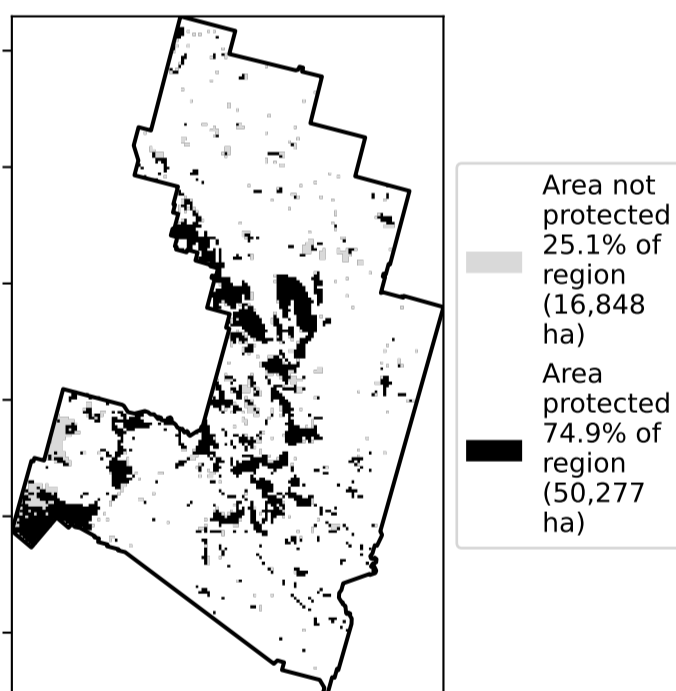 Area not
protected
25.1% of
region
(16,848
ha)
Area
protected
74.9% of
region
(50,277
ha)